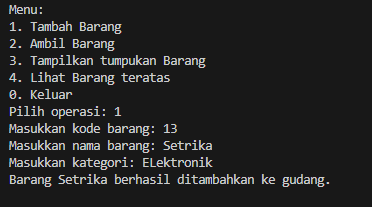 Menu:
1. Tambah Barang
2. Ambil Barang
3. Tampilkan tumpukan Barang
4. Lihat Barang teratas
0. Keluar
Pilih operasi: 1
Masukkan kode barang: 13
Masukkan nama barang: Setrika
Masukkan kategori: ELektronik
Barang Setrika berhasil ditambahkan ke gudang.